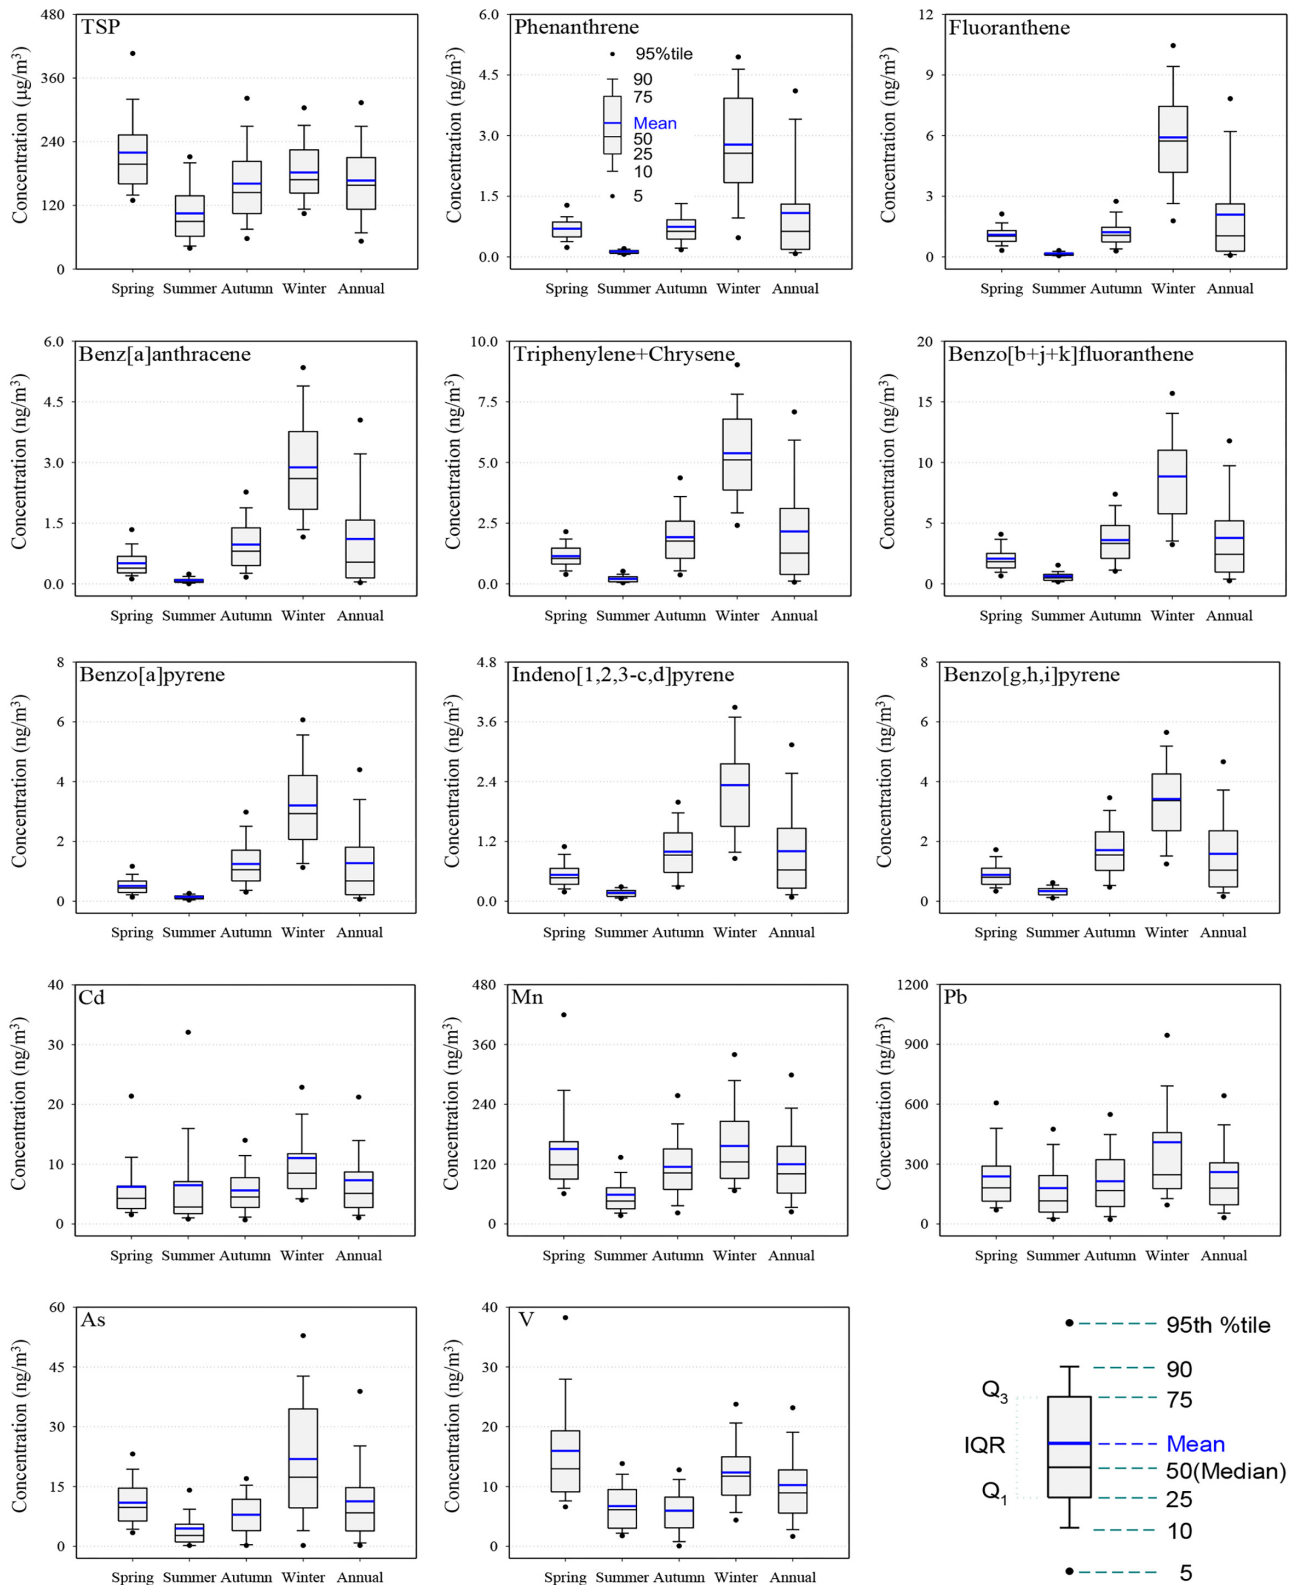 TSP
Concentration (μg/m³)
480
360
240
120
0
Spring Summer Autumn Winter Annual
Phenanthrene
Concentration (ng/m³)
6.0
4.5
3.0
1.5
0.0
95%tile
90
75
Mean
50
25
10
5
Spring Summer Autumn Winter Annual
Fluoranthene
Concentration (ng/m³)
12
9
6
3
0
Spring Summer Autumn Winter Annual
Benz[a]anthracene
Concentration (ng/m³)
6.0
4.5
3.0
1.5
0.0
Spring Summer Autumn Winter Annual
Triphenylene+Chrysene
Concentration (ng/m³)
10.0
7.5
5.0
2.5
0.0
Spring Summer Autumn Winter Annual
Benzo[b+j+k]fluoranthene
Concentration (ng/m³)
20
15
10
5
0
Spring Summer Autumn Winter Annual
Benzo[a]pyrene
Concentration (ng/m³)
8
6
4
2
0
Spring Summer Autumn Winter Annual
Indeno[1,2,3-c,d]pyrene
Concentration (ng/m³)
4.8
3.6
2.4
1.2
0.0
Spring Summer Autumn Winter Annual
Benzo[g,h,i]pyrene
Concentration (ng/m³)
8
6
4
2
0
Spring Summer Autumn Winter Annual
Cd
Concentration (ng/m³)
40
30
20
10
0
Spring Summer Autumn Winter Annual
Mn
Concentration (ng/m³)
480
360
240
120
0
Spring Summer Autumn Winter Annual
Pb
Concentration (ng/m³)
1200
900
600
300
0
Spring Summer Autumn Winter Annual
As
Concentration (ng/m³)
60
45
30
15
0
Spring Summer Autumn Winter Annual
V
Concentration (ng/m³)
40
30
20
10
0
Spring Summer Autumn Winter Annual
95th %tile
90
Q₃ 75
IQR Mean
50(Median)
Q₁ 25
10
5